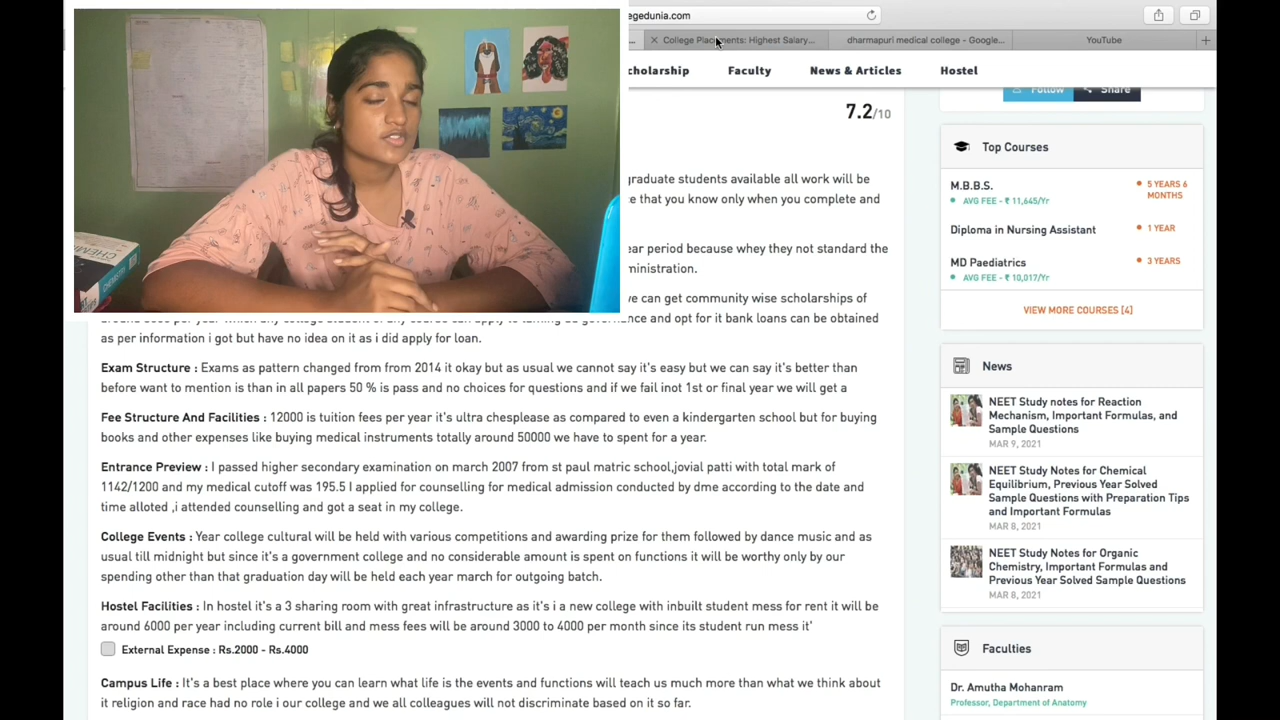 egedunia.com
College Placements: Highest Salary...
dharmapuri medical college - Google...
YouTube
cholarship
Faculty
News & Articles
Hostel
7.2/10
Follow
Share
graduate students available all work will be
e that you know only when you complete and
ear period because whey they not standard the
ministration.
we can get community wise scholarships of
and opt for it bank loans can be obtained
as per information i got but have no idea on it as i did apply for loan.
Exam Structure : Exams as pattern changed from from 2014 it okay but as usual we cannot say it's easy but we can say it's better than
before want to mention is than in all papers 50 % is pass and no choices for questions and if we fail inot 1st or final year we will get a
Fee Structure And Facilities : 12000 is tuition fees per year it's ultra chesplease as compared to even a kindergarten school but for buying
books and other expenses like buying medical instruments totally around 50000 we have to spent for a year.
Entrance Preview : I passed higher secondary examination on march 2007 from st paul matric school,jovial patti with total mark of
1142/1200 and my medical cutoff was 195.5 I applied for counselling for medical admission conducted by dme according to the date and
time alloted ,i attended counselling and got a seat in my college.
College Events : Year college cultural will be held with various competitions and awarding prize for them followed by dance music and as
usual till midnight but since it's a government college and no considerable amount is spent on functions it will be worthy only by our
spending other than that graduation day will be held each year march for outgoing batch.
Hostel Facilities : In hostel it's a 3 sharing room with great infrastructure as it's i a new college with inbuilt student mess for rent it will be
around 6000 per year including current bill and mess fees will be around 3000 to 4000 per month since its student run mess it'
External Expense : Rs.2000 - Rs.4000
Campus Life : It's a best place where you can learn what life is the events and functions will teach us much more than what we think about
it religion and race had no role i our college and we all colleagues will not discriminate based on it so far.
Top Courses
M.B.B.S.
AVG FEE - ₹ 11,645/Yr
5 YEARS 6
MONTHS
Diploma in Nursing Assistant
1 YEAR
MD Paediatrics
AVG FEE - ₹ 10,017/Yr
3 YEARS
VIEW MORE COURSES [4]
News
NEET Study notes for Reaction
Mechanism, Important Formulas, and
Sample Questions
MAR 9, 2021
NEET Study Notes for Chemical
Equilibrium, Previous Year Solved
Sample Questions with Preparation Tips
and Important Formulas
MAR 8, 2021
NEET Study Notes for Organic
Chemistry, Important Formulas and
Previous Year Solved Sample Questions
MAR 8, 2021
Faculties
Dr. Amutha Mohanram
Professor, Department of Anatomy